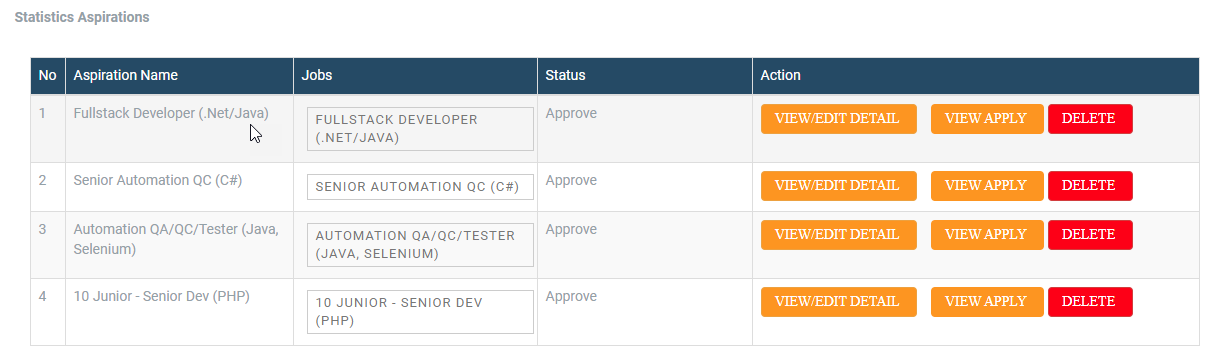 Statistics Aspirations
No Aspiration Name Jobs Status Action
1 Fullstack Developer (.Net/Java) FULLSTACK DEVELOPER Approve VIEW/EDIT DETAIL VIEW APPLY DELETE
(.NET/JAVA)
2 Senior Automation QC (C#) SENIOR AUTOMATION QC (C#) Approve VIEW/EDIT DETAIL VIEW APPLY DELETE
3 Automation QA/QC/Tester (Java, AUTOMATION QA/QC/TESTER Approve VIEW/EDIT DETAIL VIEW APPLY DELETE
Selenium) (JAVA, SELENIUM)
4 10 Junior - Senior Dev (PHP) 10 JUNIOR - SENIOR DEV Approve VIEW/EDIT DETAIL VIEW APPLY DELETE
(PHP)